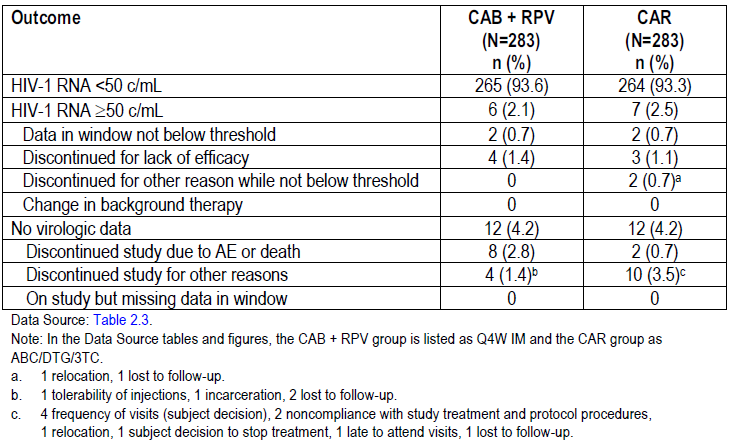 Outcome CAB + RPV CAR
(N=283) (N=283)
n (%) n (%)
HIV-1 RNA <50 c/mL 265 (93.6) 264 (93.3)
HIV-1 RNA ≥50 c/mL 6 (2.1) 7 (2.5)
Data in window not below threshold 2 (0.7) 2 (0.7)
Discontinued for lack of efficacy 4 (1.4) 3 (1.1)
Discontinued for other reason while not below threshold 0 2 (0.7)a
Change in background therapy 0 0
No virologic data 12 (4.2) 12 (4.2)
Discontinued study due to AE or death 8 (2.8) 2 (0.7)
Discontinued study for other reasons 4 (1.4)b 10 (3.5)c
On study but missing data in window 0 0
Data Source: Table 2.3.
Note: In the Data Source tables and figures, the CAB + RPV group is listed as Q4W IM and the CAR group as
ABC/DTG/3TC.
a. 1 relocation, 1 lost to follow-up.
b. 1 tolerability of injections, 1 incarceration, 2 lost to follow-up.
c. 4 frequency of visits (subject decision), 2 noncompliance with study treatment and protocol procedures,
1 relocation, 1 subject decision to stop treatment, 1 late to attend visits, 1 lost to follow-up.